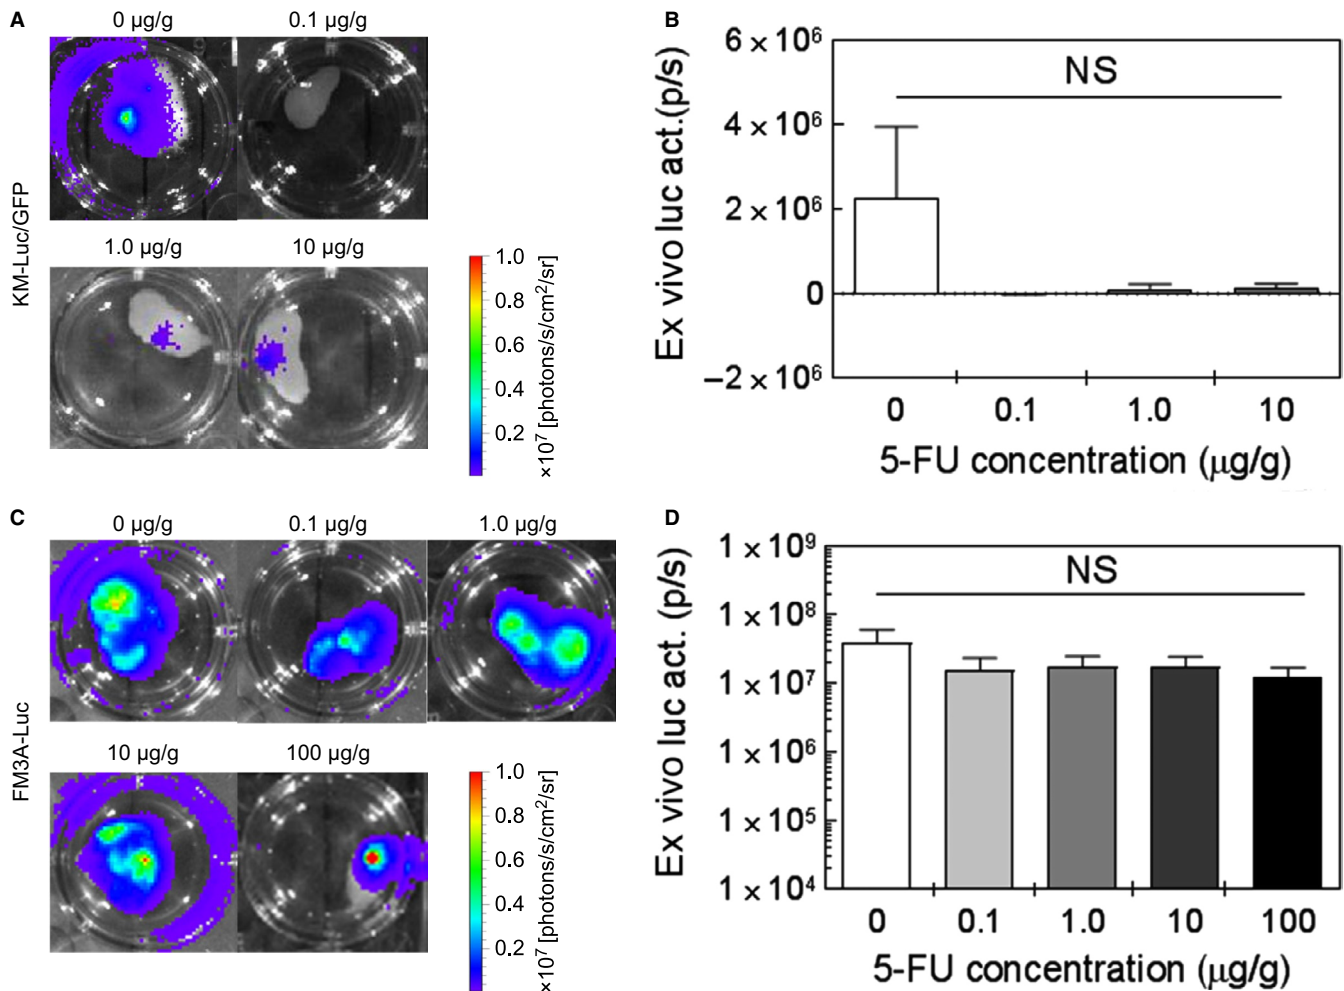 A
0 µg/g
0.1 µg/g
1.0 µg/g
10 µg/g
KM-Luc/GFP
1.0
0.8
0.6
0.4
0.2
×10⁷ [photons/s/cm²/sr]
B
6 × 10⁶
4 × 10⁶
2 × 10⁶
0
−2 × 10⁶
Ex vivo luc act.(p/s)
NS
0 0.1 1.0 10
5-FU concentration (µg/g)
C
0 µg/g
0.1 µg/g
1.0 µg/g
10 µg/g
100 µg/g
FM3A-Luc
1.0
0.8
0.6
0.4
0.2
×10⁷ [photons/s/cm²/sr]
D
1 × 10⁹
1 × 10⁸
1 × 10⁷
1 × 10⁶
1 × 10⁵
1 × 10⁴
Ex vivo luc act. (p/s)
NS
0 0.1 1.0 10 100
5-FU concentration (µg/g)